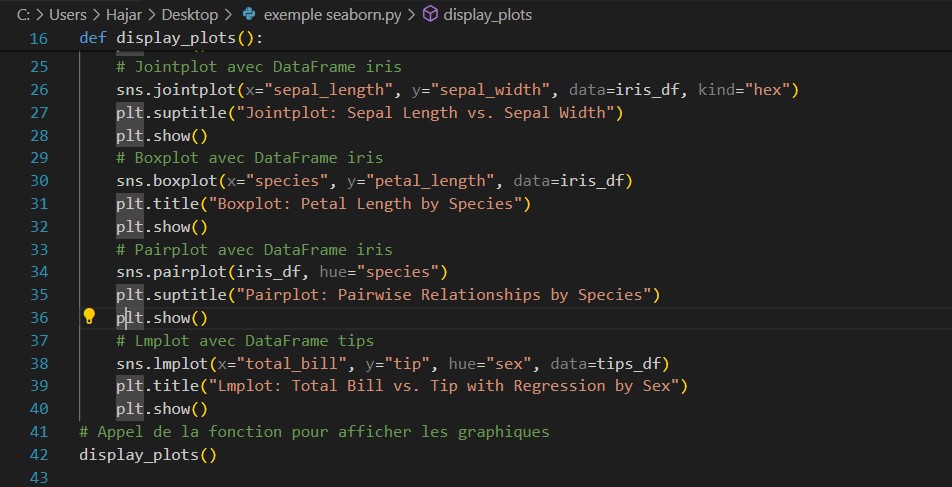 C: > Users > Hajar > Desktop > exemple seaborn.py > display_plots
16 def display_plots():
25 # Jointplot avec DataFrame iris
26 sns.jointplot(x="sepal_length", y="sepal_width", data=iris_df, kind="hex")
27 plt.suptitle("Jointplot: Sepal Length vs. Sepal Width")
28 plt.show()
29 # Boxplot avec DataFrame iris
30 sns.boxplot(x="species", y="petal_length", data=iris_df)
31 plt.title("Boxplot: Petal Length by Species")
32 plt.show()
33 # Pairplot avec DataFrame iris
34 sns.pairplot(iris_df, hue="species")
35 plt.suptitle("Pairplot: Pairwise Relationships by Species")
36 plt.show()
37 # Lmplot avec DataFrame tips
38 sns.lmplot(x="total_bill", y="tip", hue="sex", data=tips_df)
39 plt.title("Lmplot: Total Bill vs. Tip with Regression by Sex")
40 plt.show()
41 # Appel de la fonction pour afficher les graphiques
42 display_plots()
43